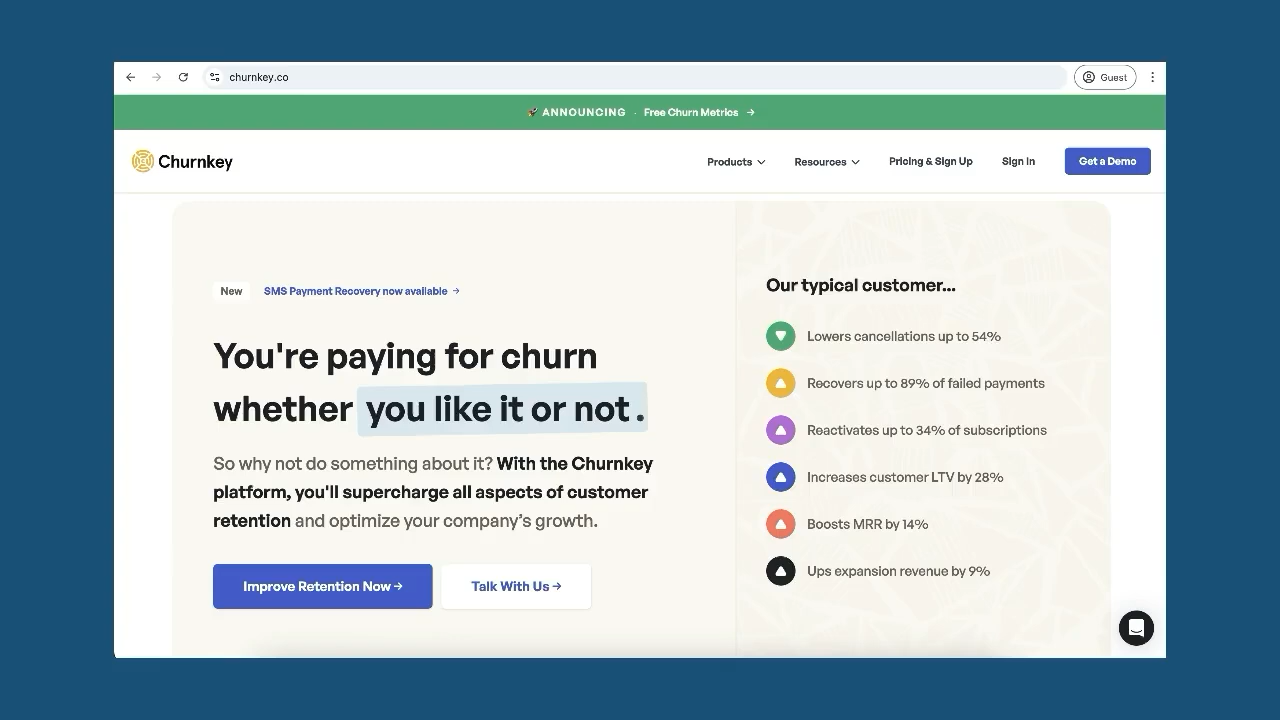 churnkey.co
Guest
🚀 ANNOUNCING · Free Churn Metrics →
Churnkey
Products
Resources
Pricing & Sign Up
Sign In
Get a Demo
New
SMS Payment Recovery now available →
You're paying for churn
whether you like it or not .
So why not do something about it? With the Churnkey
platform, you'll supercharge all aspects of customer
retention and optimize your company's growth.
Improve Retention Now →
Talk With Us →
Our typical customer...
Lowers cancellations up to 54%
Recovers up to 89% of failed payments
Reactivates up to 34% of subscriptions
Increases customer LTV by 28%
Boosts MRR by 14%
Ups expansion revenue by 9%